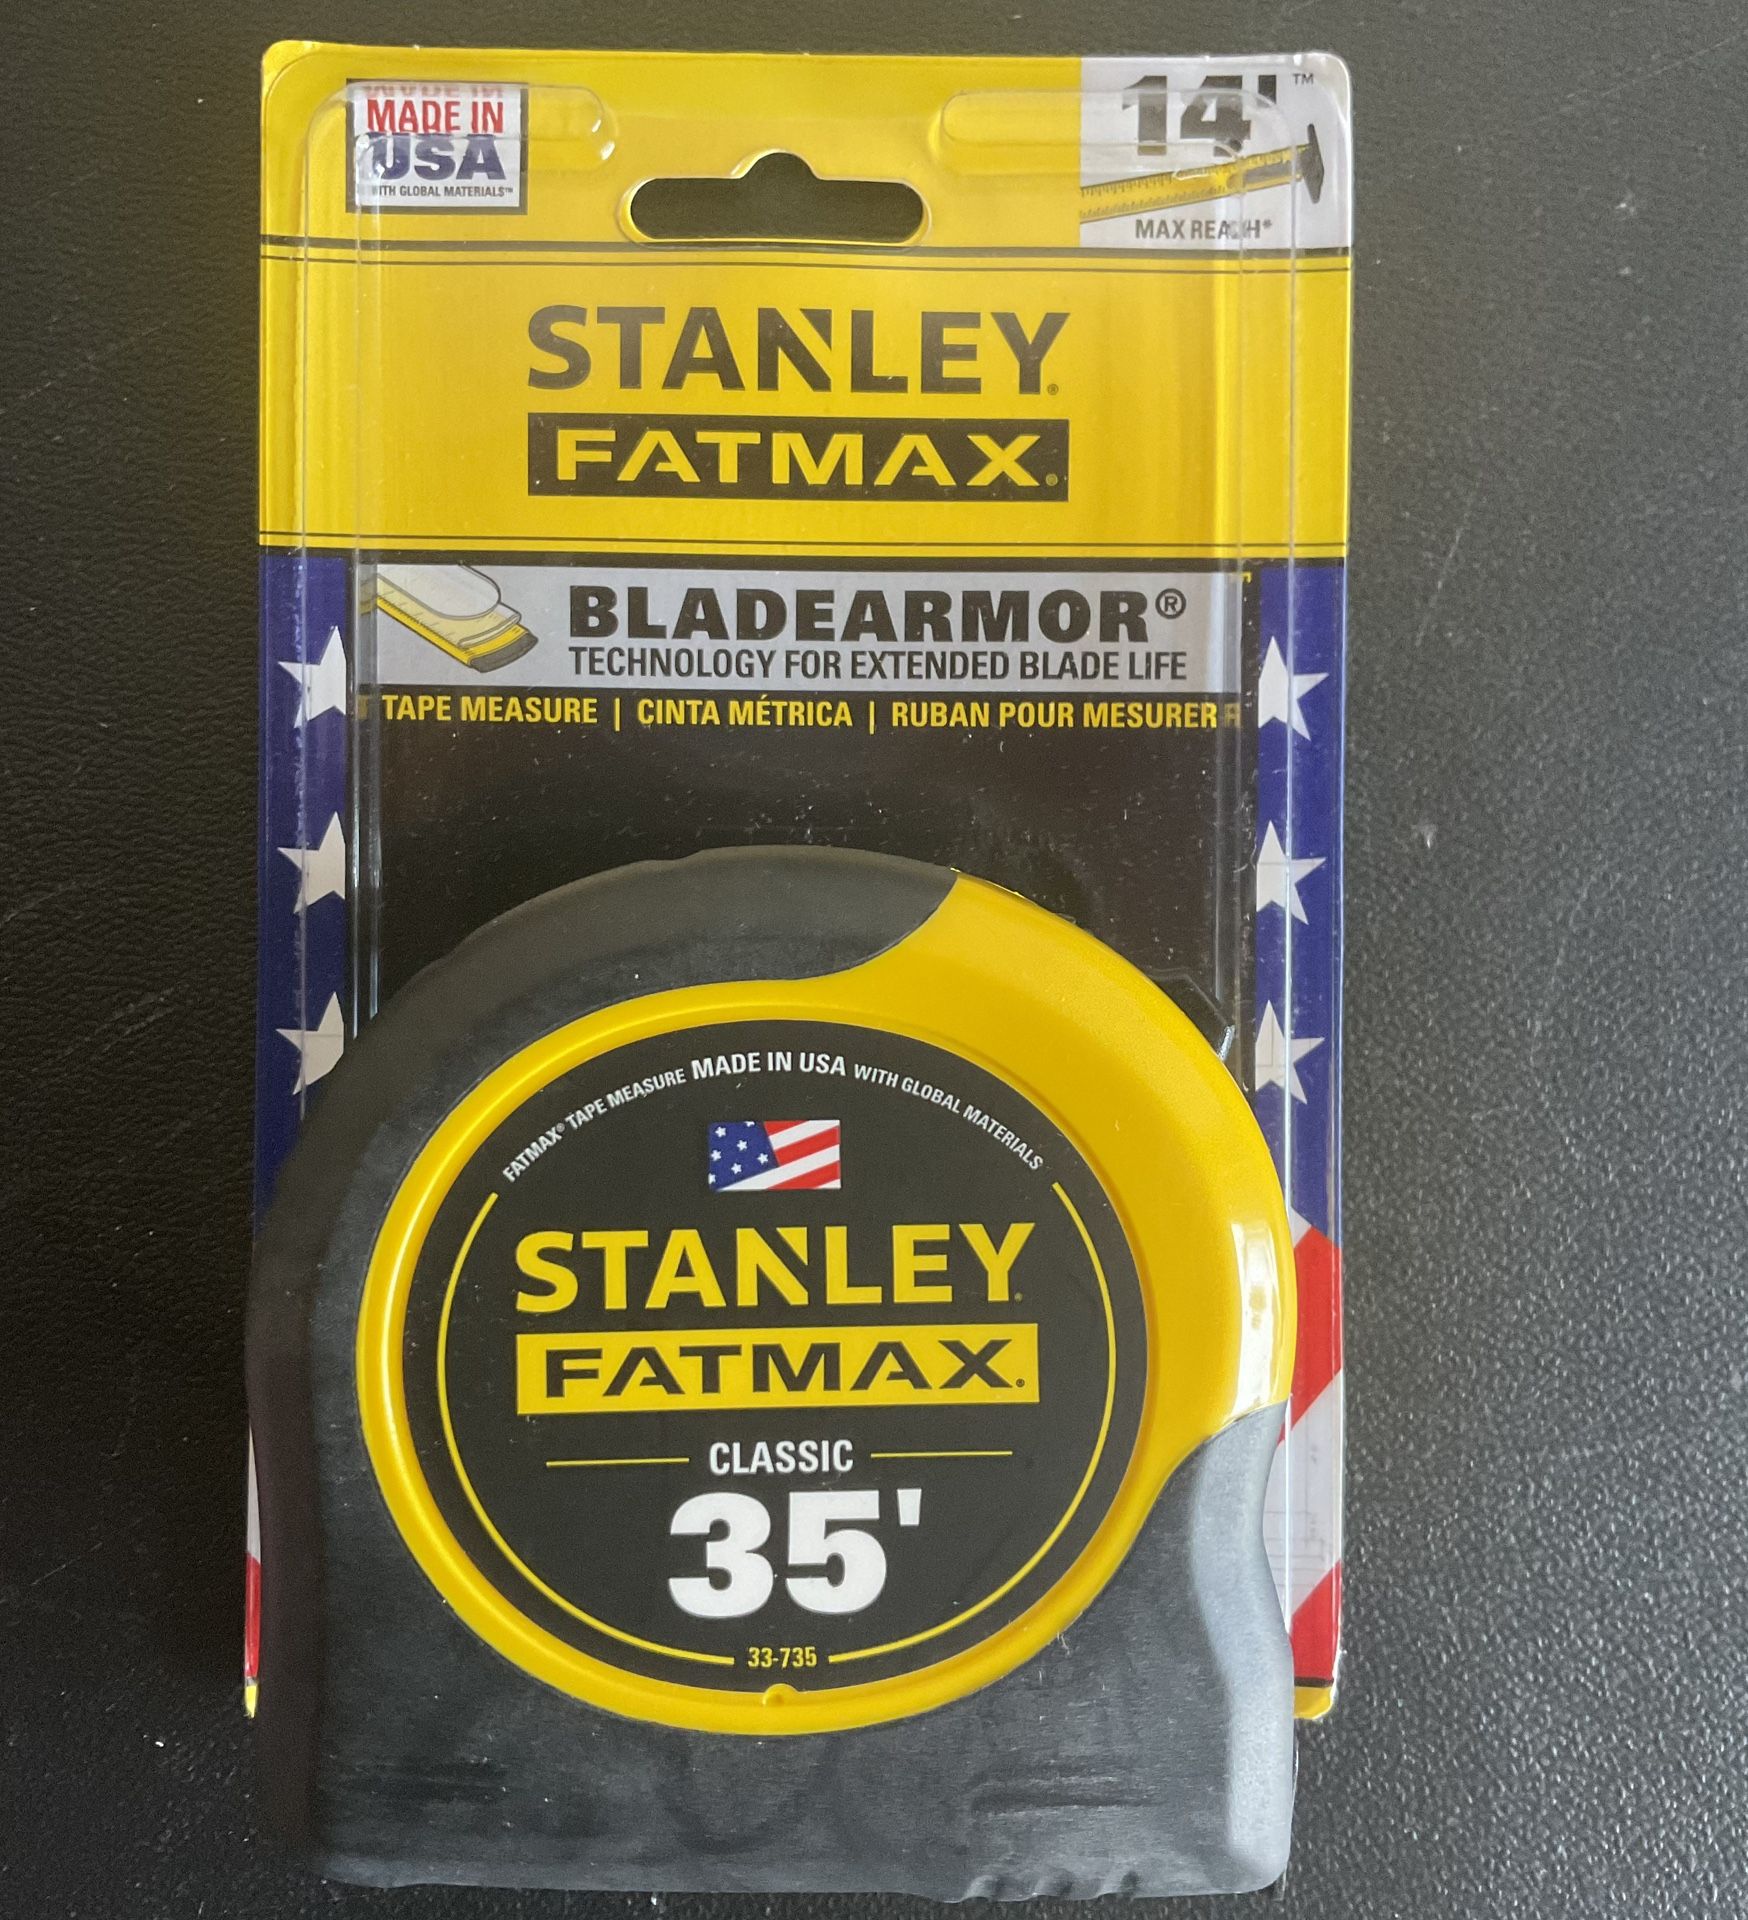 MADE IN
USA
WITH GLOBAL MATERIALS™
14' ™
MAX REACH*
STANLEY®
FATMAX®
BLADEARMOR®
TECHNOLOGY FOR EXTENDED BLADE LIFE
TAPE MEASURE | CINTA MÉTRICA | RUBAN POUR MESURER
FATMAX® TAPE MEASURE MADE IN USA WITH GLOBAL MATERIALS
STANLEY®
FATMAX®
CLASSIC
35'
33-735